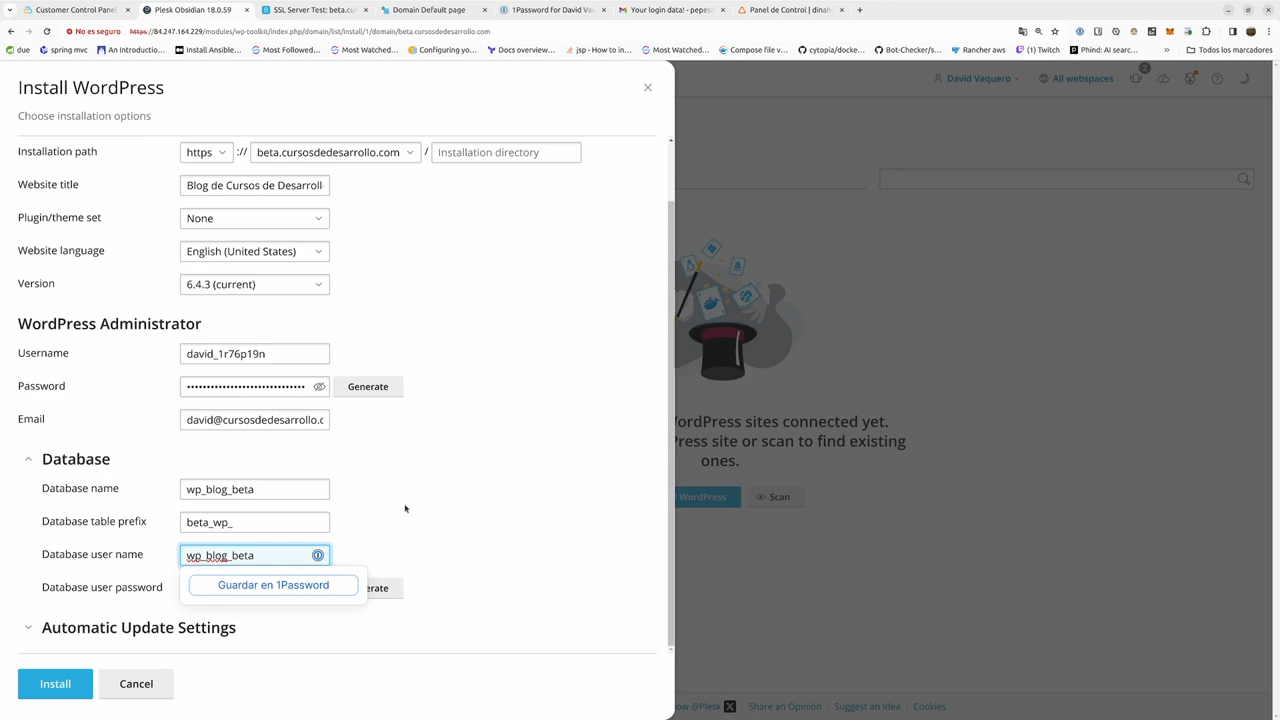 Customer Control Panel
Plesk Obsidian 18.0.59
SSL Server Test: beta.cu
Domain Default page
1Password for David Va
Your login data! - pepes
Panel de Control | dinah
No es seguro
https://84.247.164.229/modules/wp-toolkit/index.php/domain/list/install/1/domain/beta.cursosdedesarrollo.com
due
spring mvc
An Introduction...
Install Ansible...
Most Followed...
Most Watched...
Configuring yo...
Docs overview...
jsp - How to in...
Most Watched...
Compose file v...
cytopia/docke...
Bot-Checker/s...
Rancher aws
(1) Twitch
Phind: AI searc...
»
Todos los marcadores
Install WordPress
Choose installation options
David Vaquero
All webspaces
2
Installation path
https
://
beta.cursosdedesarrollo.com
/
Installation directory
Website title
Blog de Cursos de Desarroll
Plugin/theme set
None
Website language
English (United States)
Version
6.4.3 (current)
WordPress Administrator
Username
david_1r76p19n
Password
Generate
Email
david@cursosdedesarrollo.c
Database
Database name
wp_blog_beta
Database table prefix
beta_wp_
Database user name
wp_blog_beta
Guardar en 1Password
Database user password
erate
Automatic Update Settings
Install
Cancel
WordPress sites connected yet.
Press site or scan to find existing
ones.
WordPress
Scan
ow @Plesk
Share an Opinion
Suggest an Idea
Cookies